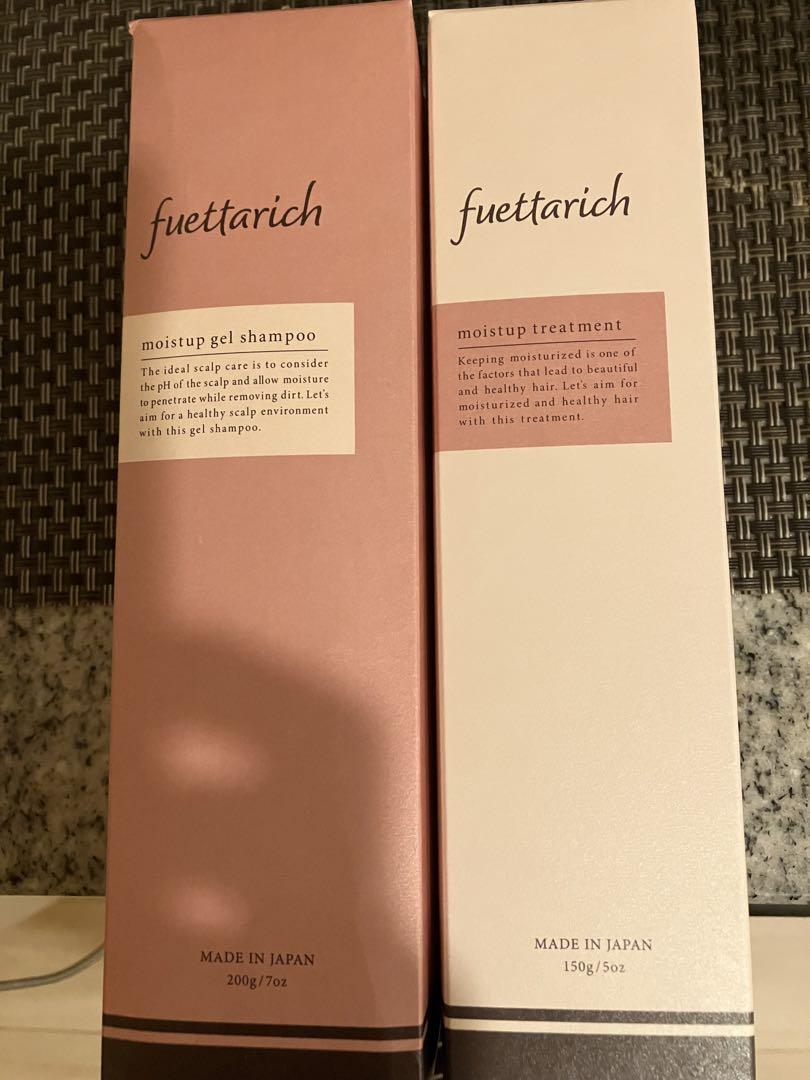 fuettarich
moistup gel shampoo
The ideal scalp care is to consider
the pH of the scalp and allow moisture
to penetrate while removing dirt. Let's
aim for a healthy scalp environment
with this gel shampoo.
MADE IN JAPAN
200g/7oz
fuettarich
moistup treatment
Keeping moisturized is one of
the factors that lead to beautiful
and healthy hair. Let's aim for
moisturized and healthy hair
with this treatment.
MADE IN JAPAN
150g/5oz